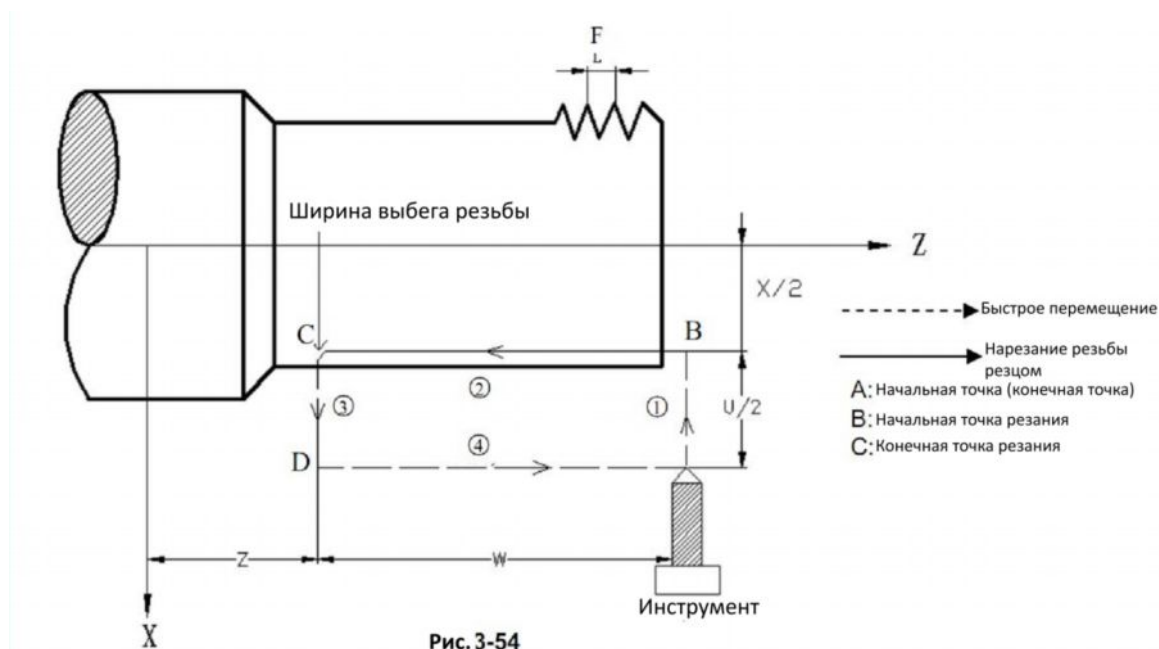 F
L
Ширина выбега резьбы
Z
X/2
Быстрое перемещение
C
B
Нарезание резьбы
резцом
②
③
①
U/2
A: Начальная точка (конечная точка)
B: Начальная точка резания
C: Конечная точка резания
D
④
Z
W
Инструмент
X
Рис. 3-54